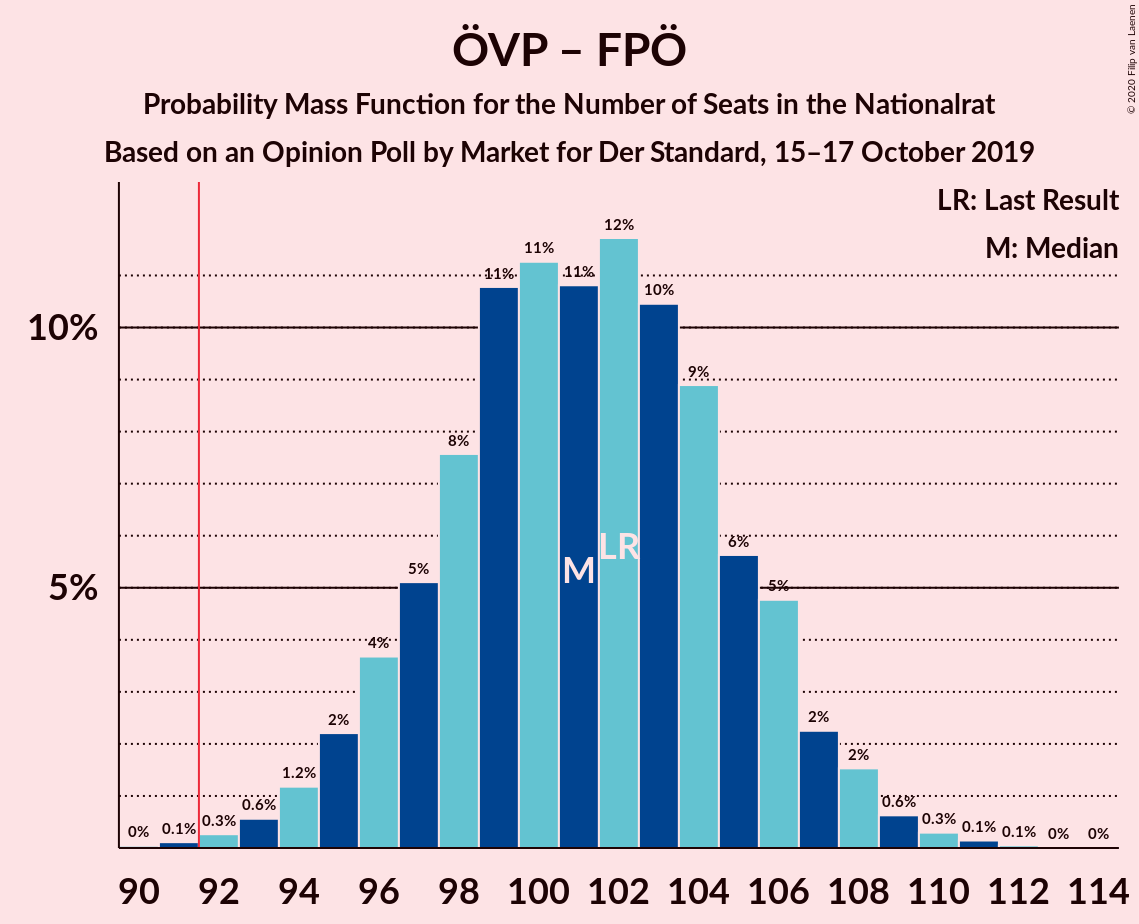 ÖVP – FPÖ
Probability Mass Function for the Number of Seats in the Nationalrat
Based on an Opinion Poll by Market for Der Standard, 15–17 October 2019
© 2020 Filip van Laenen
LR: Last Result
M: Median
10%
5%
0% 0.1% 0.3% 0.6% 1.2% 2% 4% 5% 8% 11% 11% 11% 12% 10% 9% 6% 5% 2% 2% 0.6% 0.3% 0.1% 0.1% 0% 0%
M LR
90 92 94 96 98 100 102 104 106 108 110 112 114